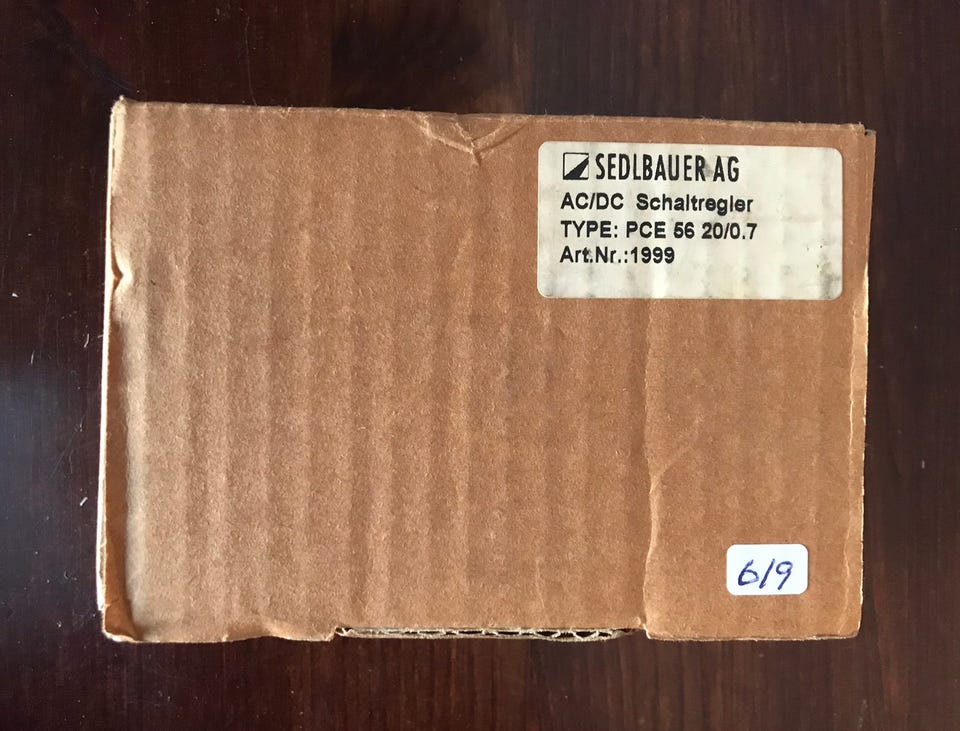 SEDLBAUER AG
AC/DC Schaltregler
TYPE: PCE 56 20/0.7
Art.Nr.:1999
6/9